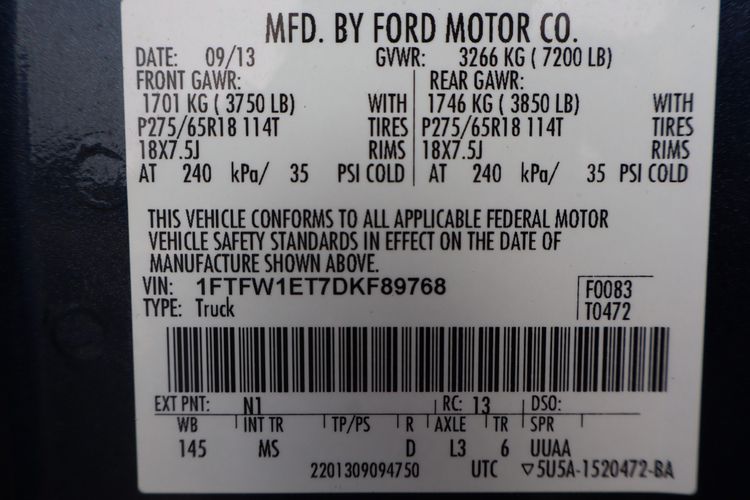 MFD. BY FORD MOTOR CO.
DATE: 09/13 GVWR: 3266 KG ( 7200 LB)
FRONT GAWR: REAR GAWR:
1701 KG ( 3750 LB) WITH 1746 KG ( 3850 LB) WITH
P275/65R18 114T TIRES P275/65R18 114T TIRES
18X7.5J RIMS 18X7.5J RIMS
AT 240 kPa/ 35 PSI COLD AT 240 kPa/ 35 PSI COLD
THIS VEHICLE CONFORMS TO ALL APPLICABLE FEDERAL MOTOR
VEHICLE SAFETY STANDARDS IN EFFECT ON THE DATE OF
MANUFACTURE SHOWN ABOVE.
VIN: 1FTFW1ET7DKF89768 F0083
TYPE: Truck T0472
EXT PNT: N1 RC: 13 DSO:
WB INT TR TP/PS R AXLE TR SPR
145 MS D L3 6 UUAA
2201309094750 UTC ▽5U5A-1520472-BA